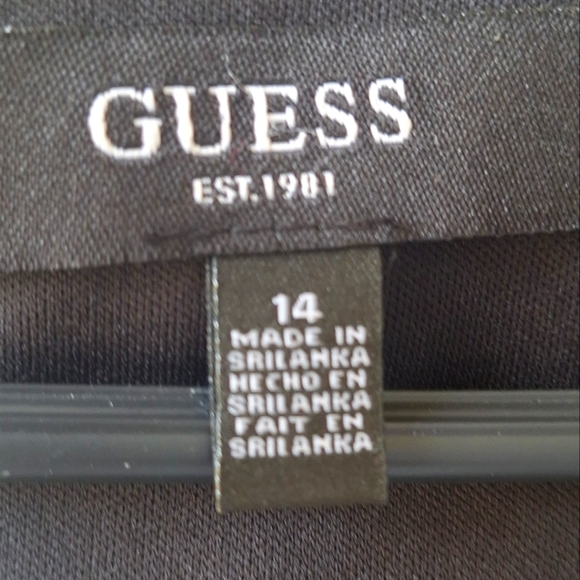 GUESS
EST.1981
14
MADE IN
SRILANKA
HECHO EN
SRILANKA
FAIT EN
SRILANKA